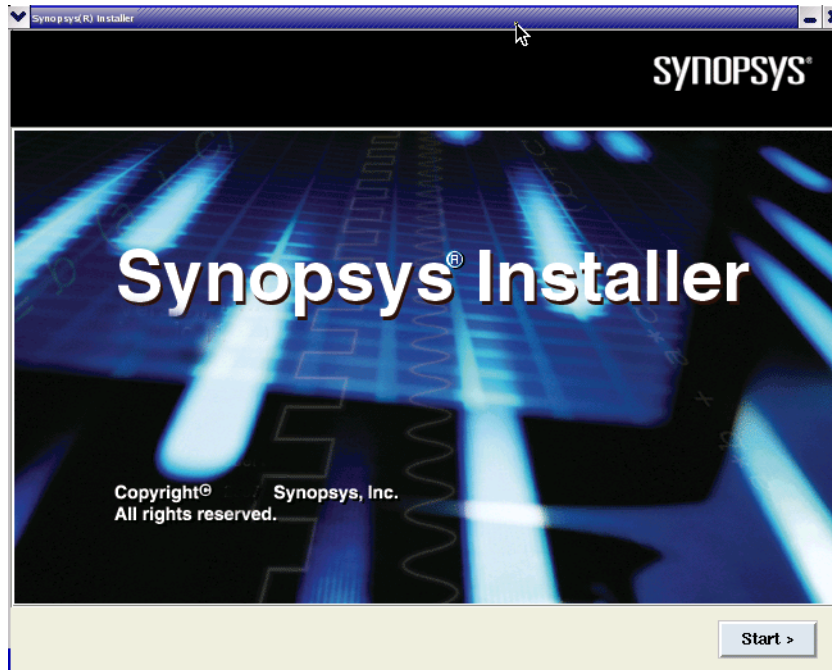 Synopsys(R) Installer
SYNOPSYS®
Synopsys® Installer
Copyright© Synopsys, Inc.
All rights reserved.
Start >